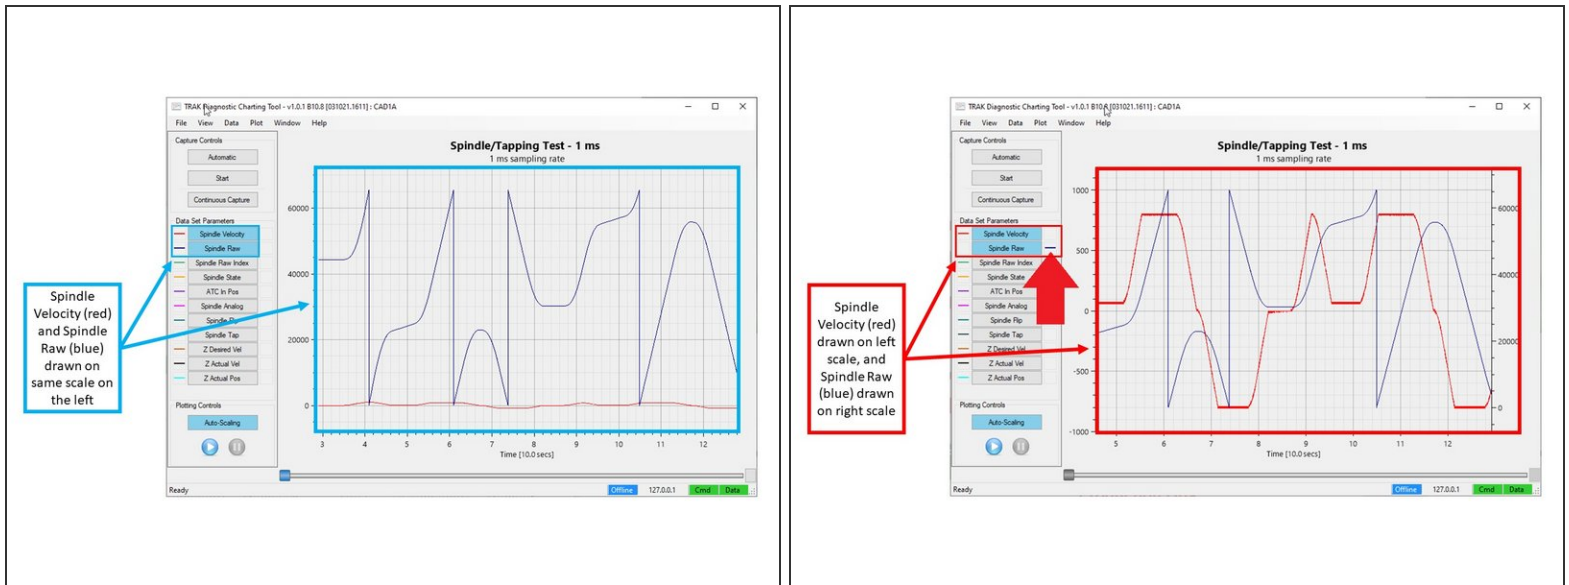 TRAK Diagnostic Charting Tool - v1.0.1 B10.8 [031021.1611] : CAD1A
File View Data Plot Window Help
Capture Controls
Automatic
Start
Continuous Capture
Data Set Parameters
Spindle Velocity
Spindle Raw
Spindle Raw Index
Spindle State
ATC In Pos
Spindle Analog
Spindle Flip
Spindle Tap
Z Desired Vel
Z Actual Vel
Z Actual Pos
Plotting Controls
Auto-Scaling
Spindle/Tapping Test - 1 ms
1 ms sampling rate
60000
40000
20000
0
3 4 5 6 7 8 9 10 11 12
Time [10.0 secs]
Ready
Offline 127.0.0.1 Cmd Data
Spindle
Velocity (red)
and Spindle
Raw (blue)
drawn on
same scale on
the left
TRAK Diagnostic Charting Tool - v1.0.1 B10.8 [031021.1611] : CAD1A
File View Data Plot Window Help
Capture Controls
Automatic
Start
Continuous Capture
Data Set Parameters
Spindle Velocity
Spindle Raw
Spindle Raw Index
Spindle State
ATC In Pos
Spindle Analog
Spindle Flip
Spindle Tap
Z Desired Vel
Z Actual Vel
Z Actual Pos
Plotting Controls
Auto-Scaling
Spindle/Tapping Test - 1 ms
1 ms sampling rate
1000
500
0
-500
-1000
60000
40000
20000
0
5 6 7 8 9 10 11 12
Time [10.0 secs]
Ready
Offline 127.0.0.1 Cmd Data
Spindle
Velocity (red)
drawn on left
scale, and
Spindle Raw
(blue) drawn
on right scale